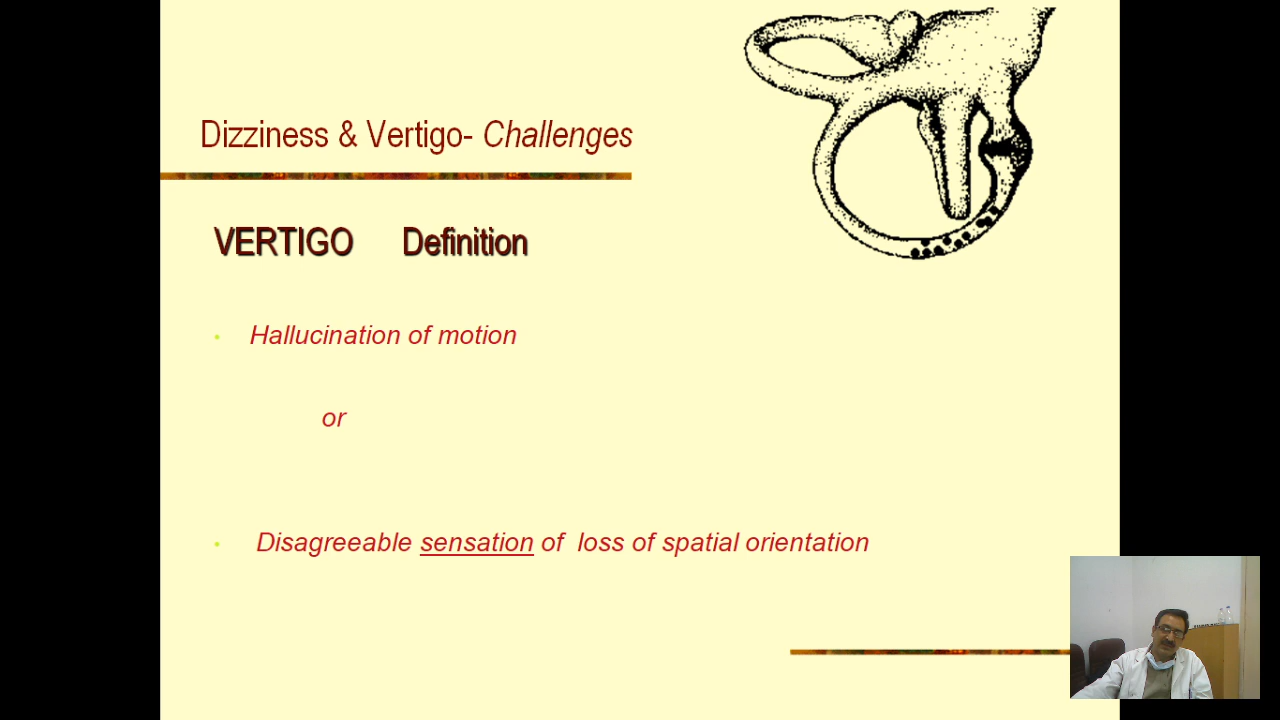 Dizziness & Vertigo- Challenges
VERTIGO Definition
• Hallucination of motion
or
• Disagreeable sensation of loss of spatial orientation